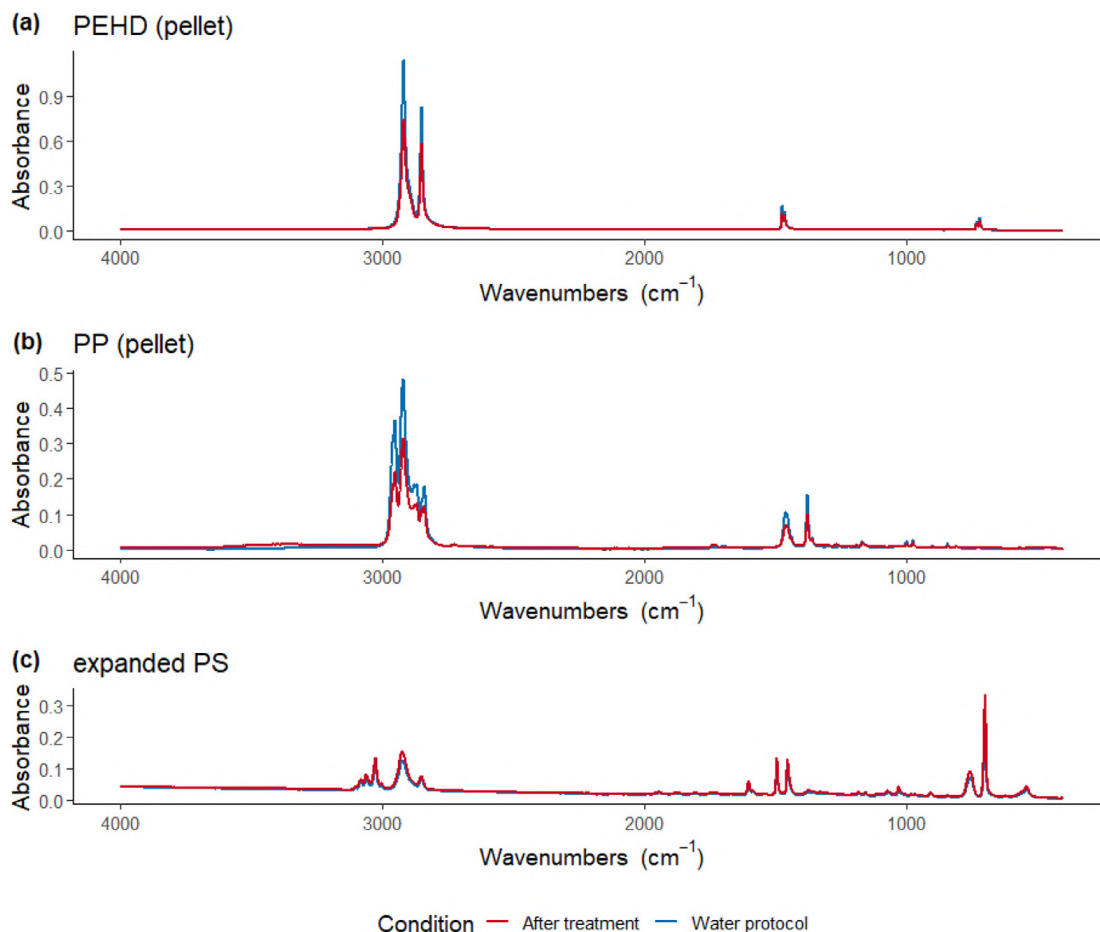 (a) PEHD (pellet)
Absorbance
0.9
0.6
0.3
0.0
4000 3000 2000 1000
Wavenumbers (cm⁻¹)
(b) PP (pellet)
Absorbance
0.5
0.4
0.3
0.2
0.1
0.0
4000 3000 2000 1000
Wavenumbers (cm⁻¹)
(c) expanded PS
Absorbance
0.3
0.2
0.1
0.0
4000 3000 2000 1000
Wavenumbers (cm⁻¹)
Condition After treatment Water protocol